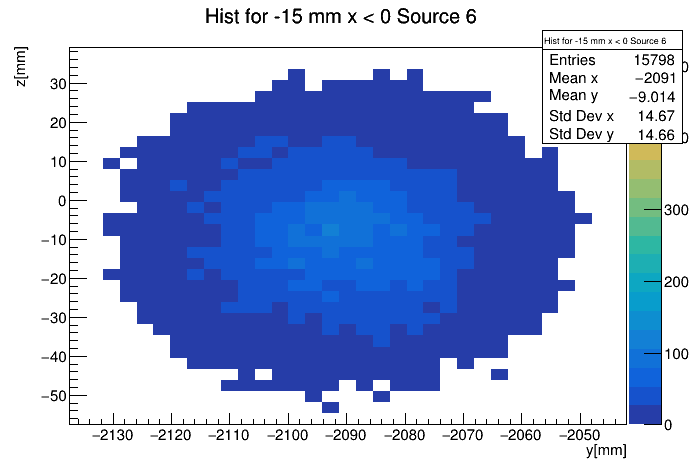 Hist for -15 mm x < 0 Source 6
Hist for -15 mm x < 0 Source 6
Entries 15798
Mean x −2091
Mean y −9.014
Std Dev x 14.67
Std Dev y 14.66
z[mm]
30
20
10
0
−10
−20
−30
−40
−50
−2130 −2120 −2110 −2100 −2090 −2080 −2070 −2060 −2050
y[mm]
0
0
300
200
100
0